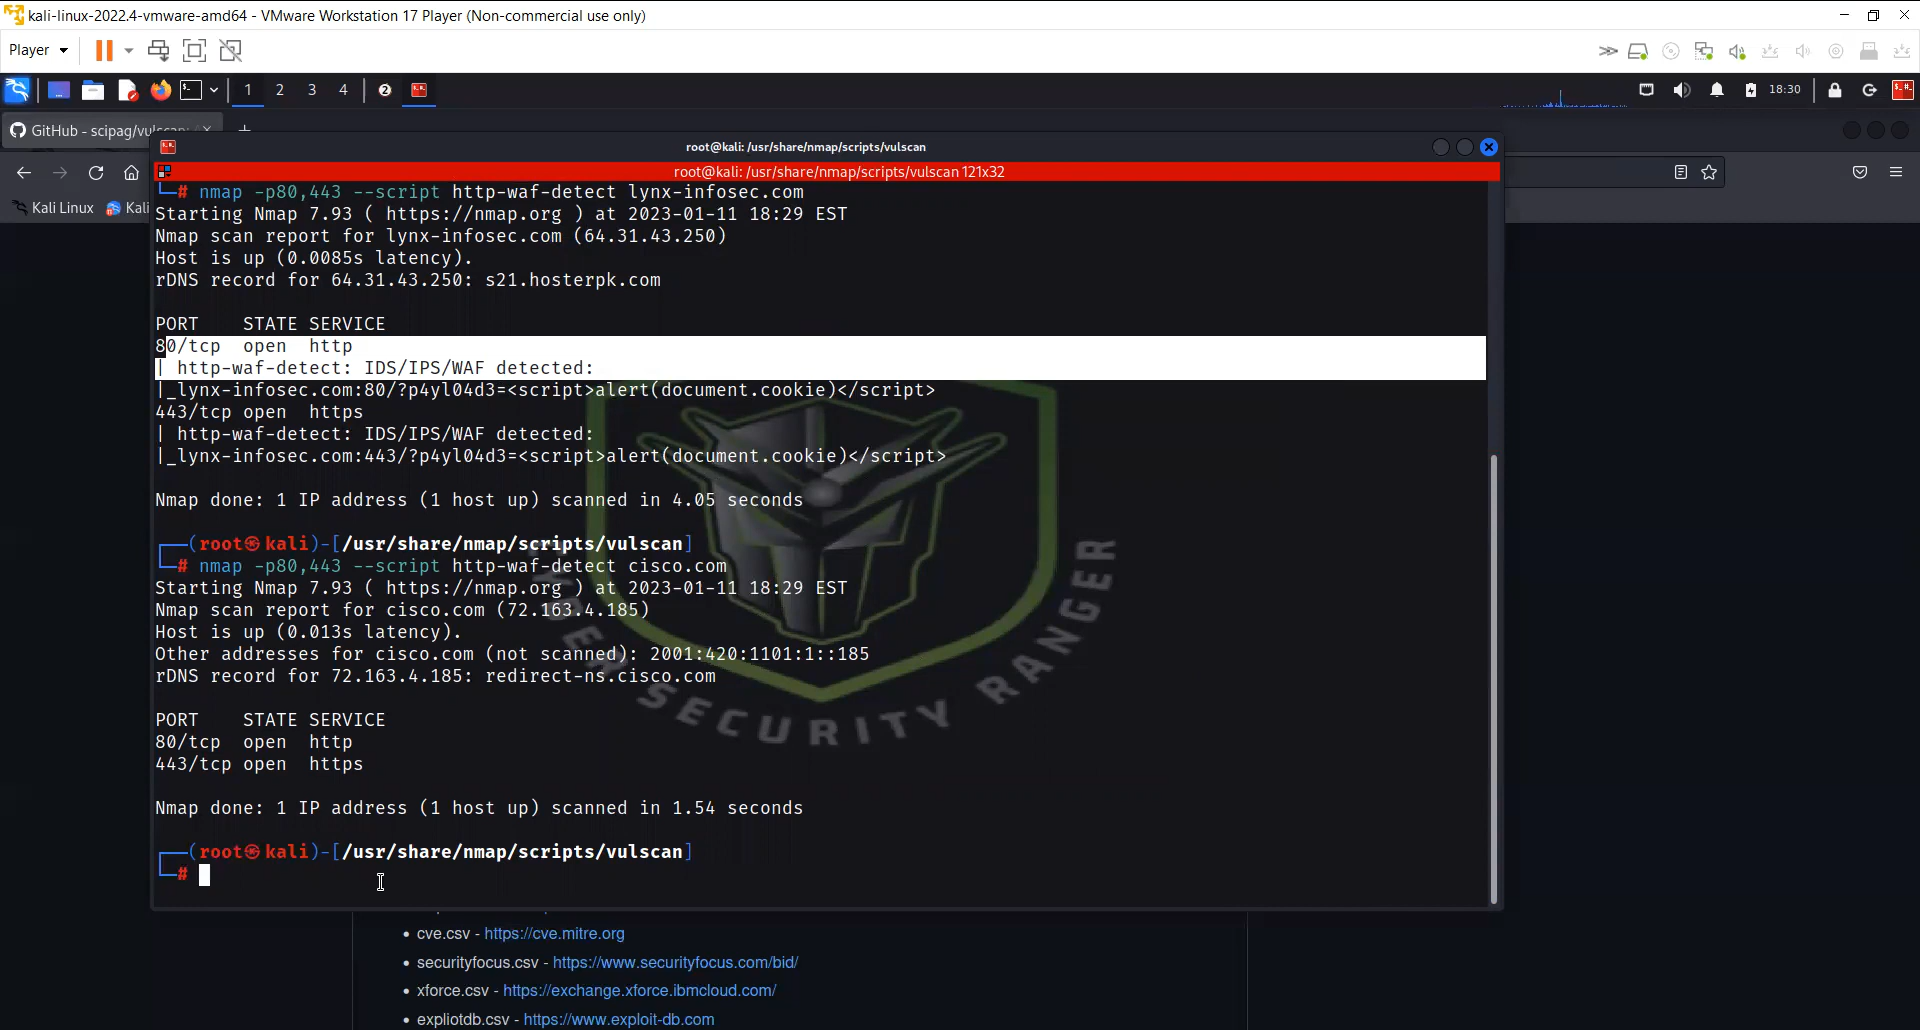 kali-linux-2022.4-vmware-amd64 - VMware Workstation 17 Player (Non-commercial use only)
Player
1 2 3 4 2 18:30
GitHub - scipag/vulscan:
root@kali: /usr/share/nmap/scripts/vulscan
root@kali: /usr/share/nmap/scripts/vulscan 121x32
Kali Linux Kali
# nmap -p80,443 --script http-waf-detect lynx-infosec.com
Starting Nmap 7.93 ( https://nmap.org ) at 2023-01-11 18:29 EST
Nmap scan report for lynx-infosec.com (64.31.43.250)
Host is up (0.0085s latency).
rDNS record for 64.31.43.250: s21.hosterpk.com
PORT STATE SERVICE
80/tcp open http
| http-waf-detect: IDS/IPS/WAF detected:
|_lynx-infosec.com:80/?p4yl04d3=<script>alert(document.cookie)</script>
443/tcp open https
| http-waf-detect: IDS/IPS/WAF detected:
|_lynx-infosec.com:443/?p4yl04d3=<script>alert(document.cookie)</script>
Nmap done: 1 IP address (1 host up) scanned in 4.05 seconds
(root㉿kali)-[/usr/share/nmap/scripts/vulscan]
# nmap -p80,443 --script http-waf-detect cisco.com
Starting Nmap 7.93 ( https://nmap.org ) at 2023-01-11 18:29 EST
Nmap scan report for cisco.com (72.163.4.185)
Host is up (0.013s latency).
Other addresses for cisco.com (not scanned): 2001:420:1101:1::185
rDNS record for 72.163.4.185: redirect-ns.cisco.com
PORT STATE SERVICE
80/tcp open http
443/tcp open https
Nmap done: 1 IP address (1 host up) scanned in 1.54 seconds
(root㉿kali)-[/usr/share/nmap/scripts/vulscan]
#
SECURITY RANGER
• cve.csv - https://cve.mitre.org
• securityfocus.csv - https://www.securityfocus.com/bid/
• xforce.csv - https://exchange.xforce.ibmcloud.com/
• expliotdb.csv - https://www.exploit-db.com